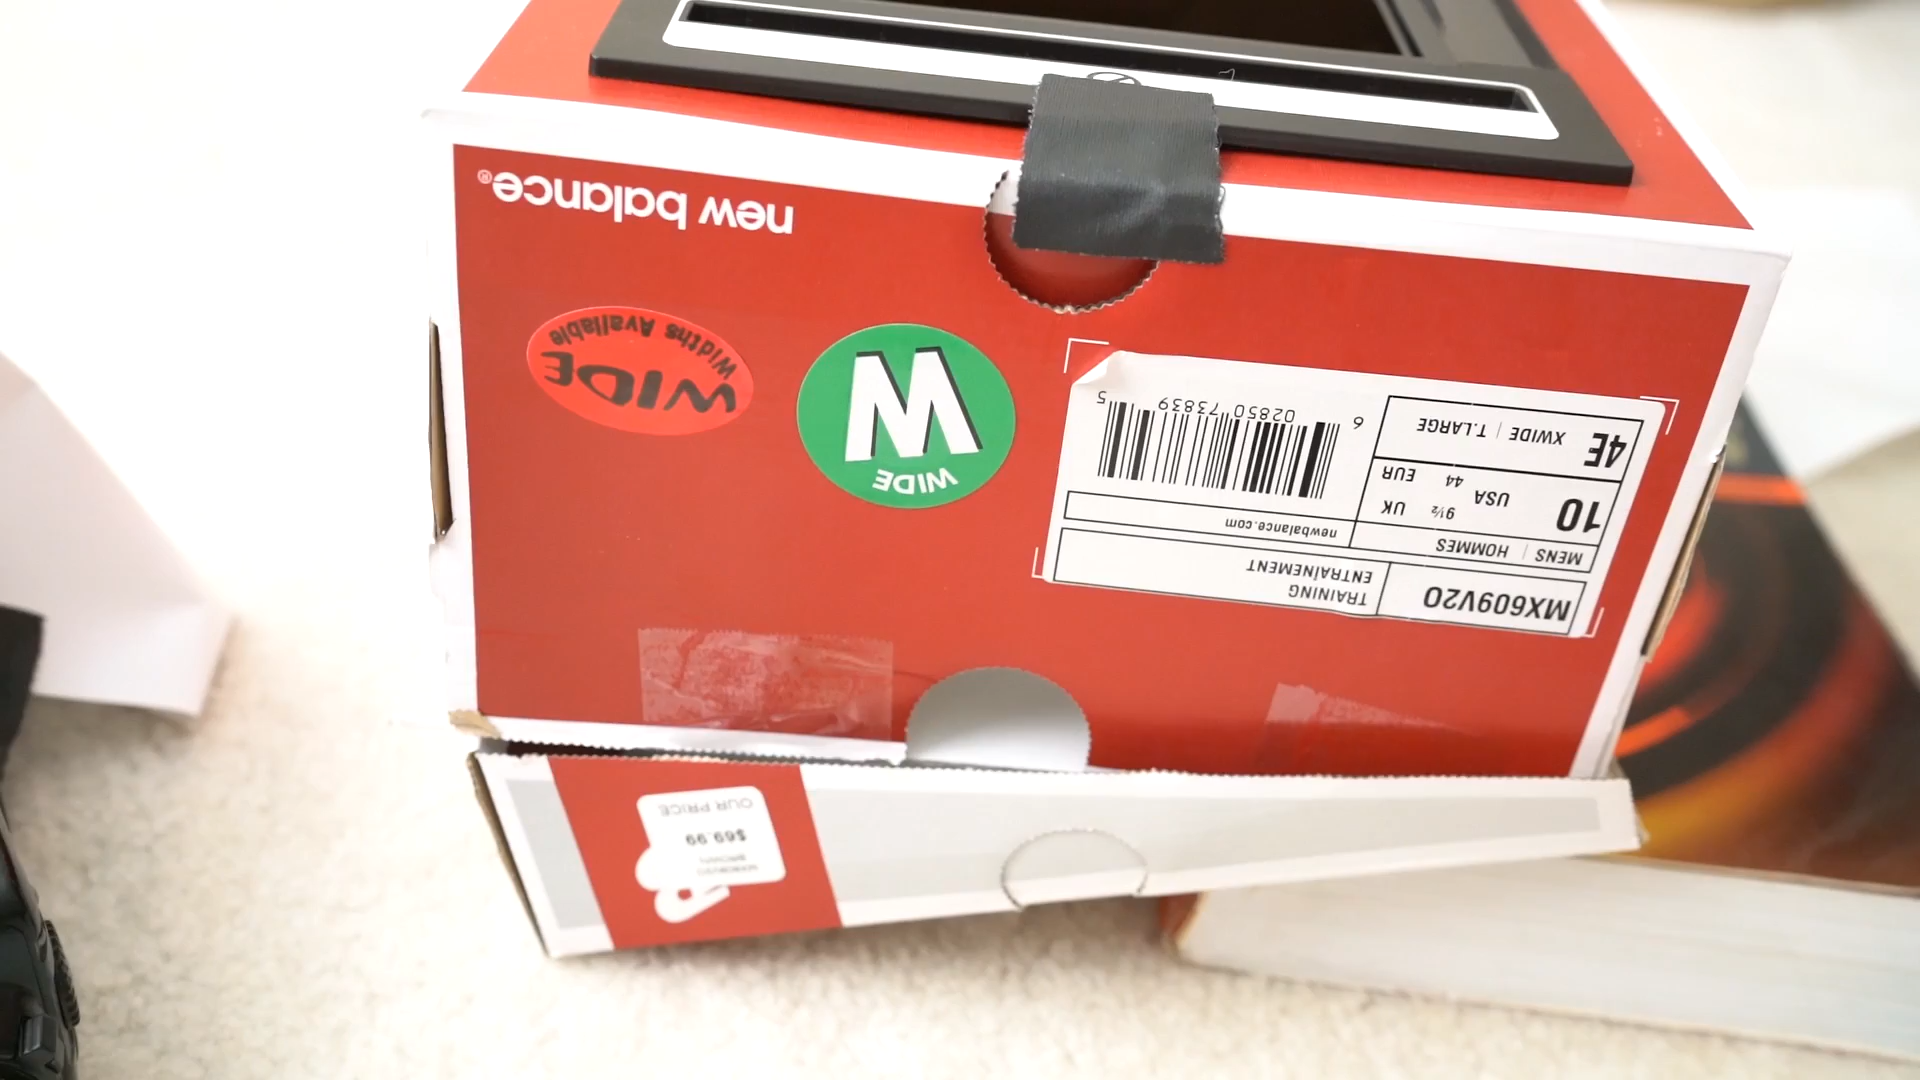 new balance®
WIDE
Widths Available
W
WIDE
MX609V2O
TRAINING
ENTRAÎNEMENT
MENS | HOMMES
newbalance.com
10 USA
9½ UK
44 EUR
4E XWIDE | T.LARGE
6 02850 73839 5
$69.99
OUR PRICE